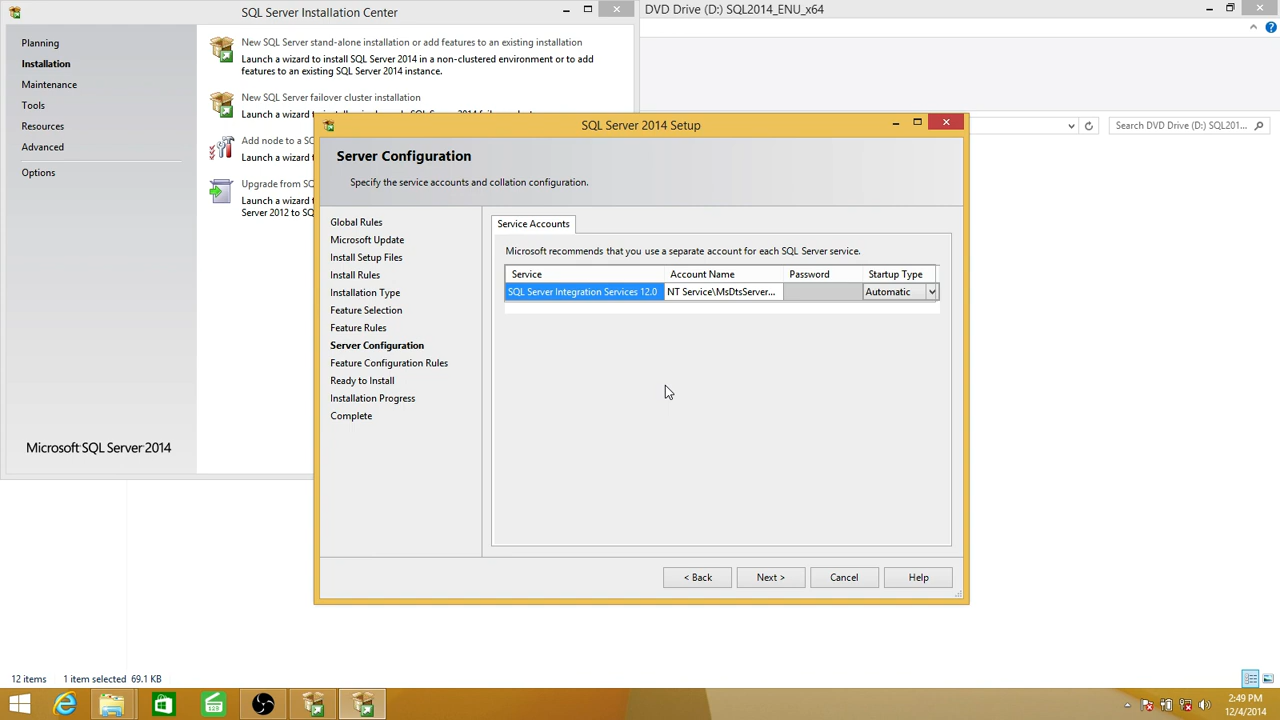 SQL Server Installation Center
DVD Drive (D:) SQL2014_ENU_x64
Planning
Installation
Maintenance
Tools
Resources
Advanced
Options
Microsoft SQL Server 2014
New SQL Server stand-alone installation or add features to an existing installation
Launch a wizard to install SQL Server 2014 in a non-clustered environment or to add
features to an existing SQL Server 2014 instance.
New SQL Server failover cluster installation
Launch a wizard to
Add node to a SQ
Launch a wizard
Upgrade from SQ
Launch a wizard
Server 2012 to SQ
Search DVD Drive (D:) SQL201...
SQL Server 2014 Setup
Server Configuration
Specify the service accounts and collation configuration.
Global Rules
Microsoft Update
Install Setup Files
Install Rules
Installation Type
Feature Selection
Feature Rules
Server Configuration
Feature Configuration Rules
Ready to Install
Installation Progress
Complete
Service Accounts
Microsoft recommends that you use a separate account for each SQL Server service.
Service Account Name Password Startup Type
SQL Server Integration Services 12.0 NT Service\MsDtsServer... Automatic
< Back Next > Cancel Help
12 items 1 item selected 69.1 KB
2:49 PM
12/4/2014